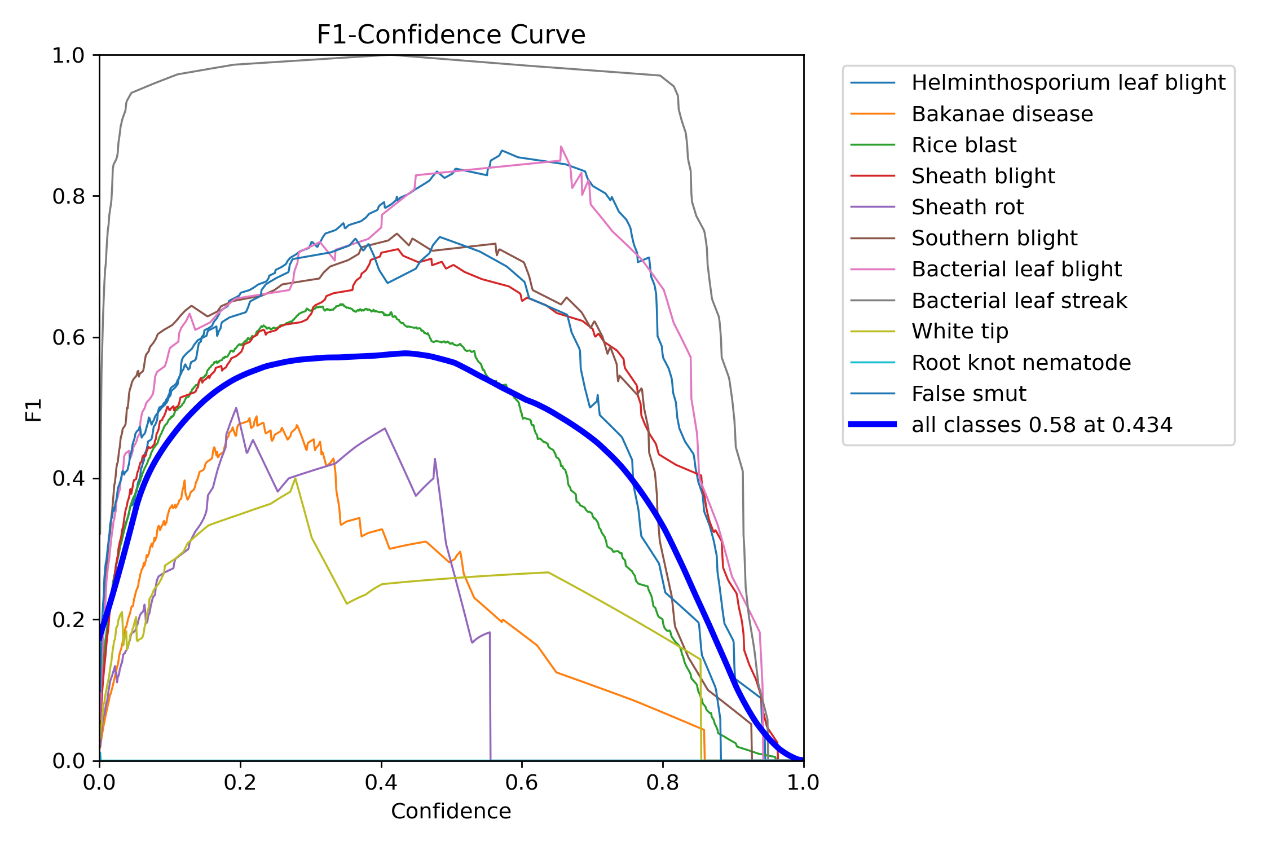 F1-Confidence Curve
1.0
0.8
0.6
0.4
0.2
0.0
F1
0.0 0.2 0.4 0.6 0.8 1.0
Confidence
Helminthosporium leaf blight
Bakanae disease
Rice blast
Sheath blight
Sheath rot
Southern blight
Bacterial leaf blight
Bacterial leaf streak
White tip
Root knot nematode
False smut
all classes 0.58 at 0.434